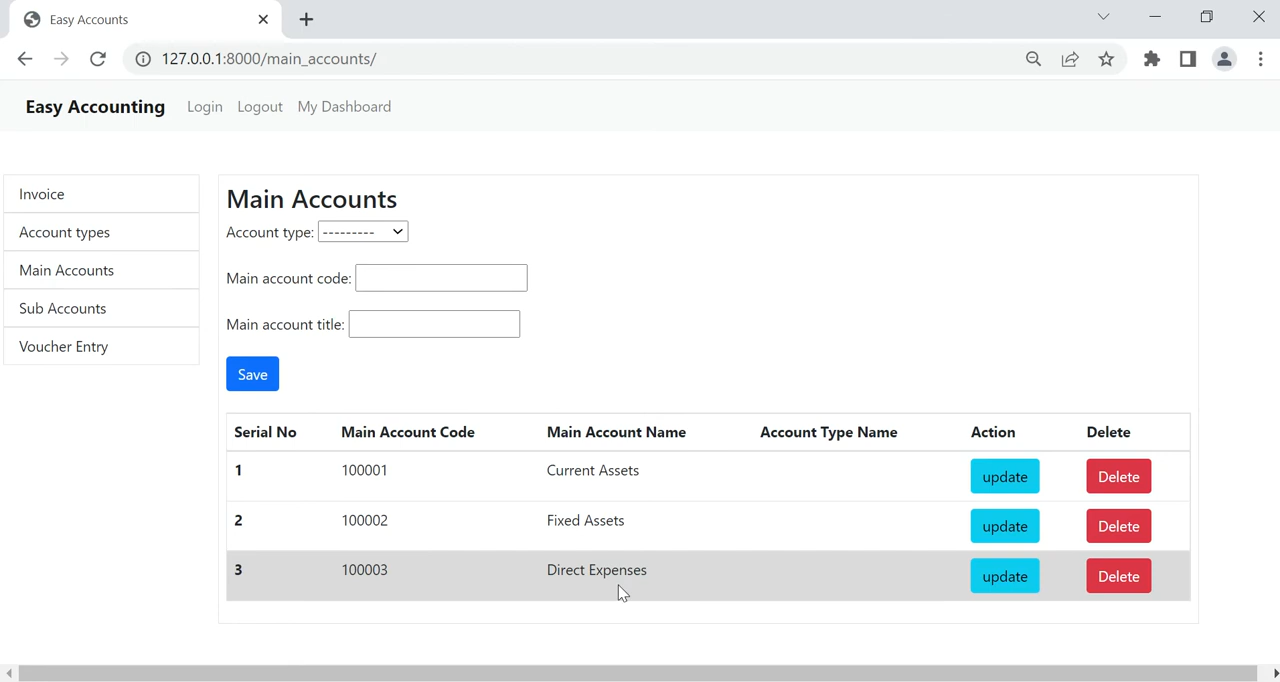 Easy Accounts
127.0.0.1:8000/main_accounts/
Easy Accounting Login Logout My Dashboard
Invoice
Account types
Main Accounts
Sub Accounts
Voucher Entry
Main Accounts
Account type: ---------
Main account code:
Main account title:
Save
Serial No Main Account Code Main Account Name Account Type Name Action Delete
1 100001 Current Assets update Delete
2 100002 Fixed Assets update Delete
3 100003 Direct Expenses update Delete